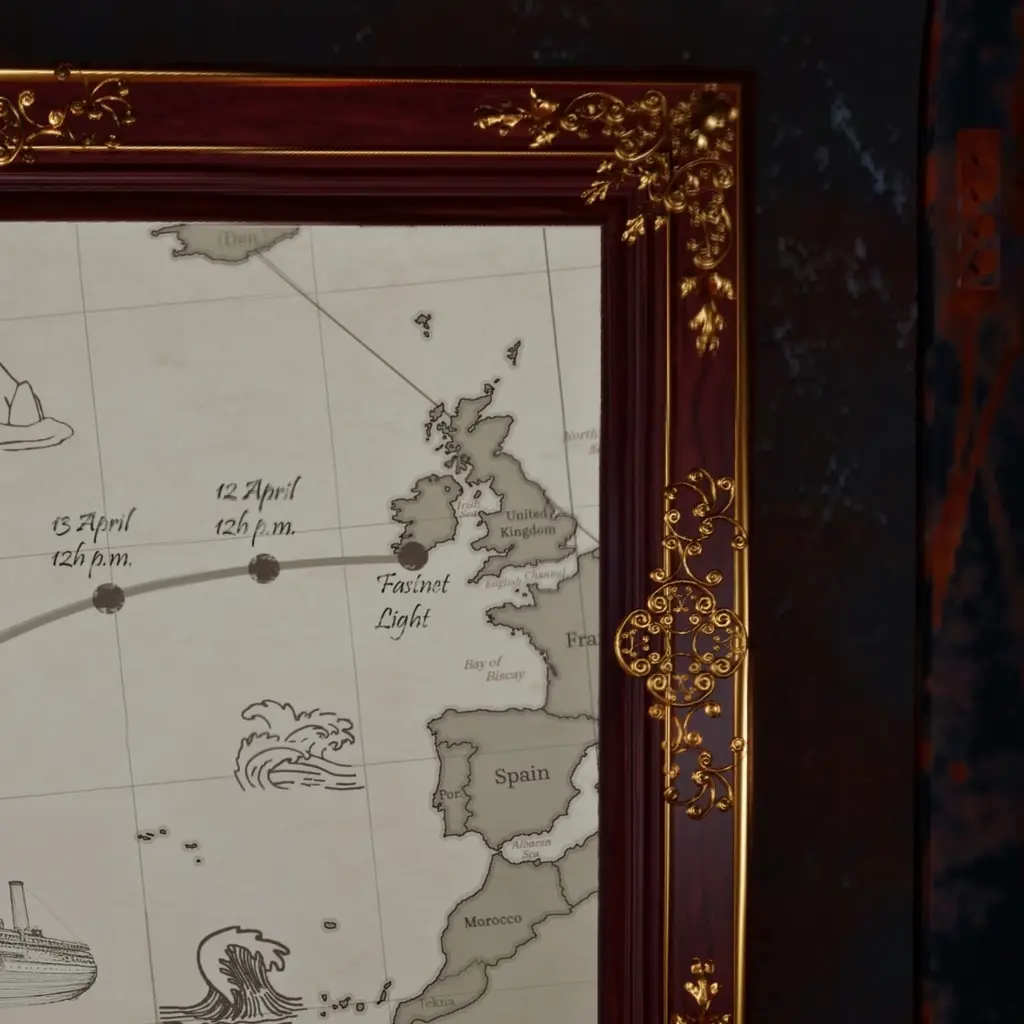 (Den
12 April
12h p.m.
13 April
12h p.m.
North
Irish
Sea
United
Kingdom
English Channel
Fastnet
Light
Fra
Bay of
Biscay
Spain
Por.
Alboran
Sea
Morocco
Tekna